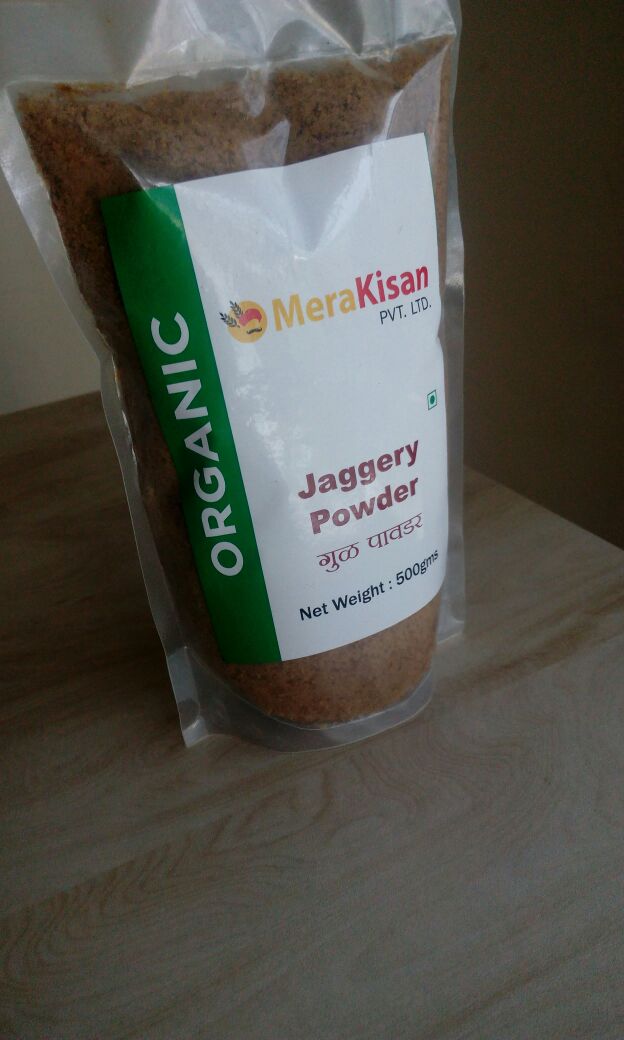 ORGANIC
MeraKisan
PVT. LTD.
Jaggery
Powder
गुळ पावडर
Net Weight : 500gms